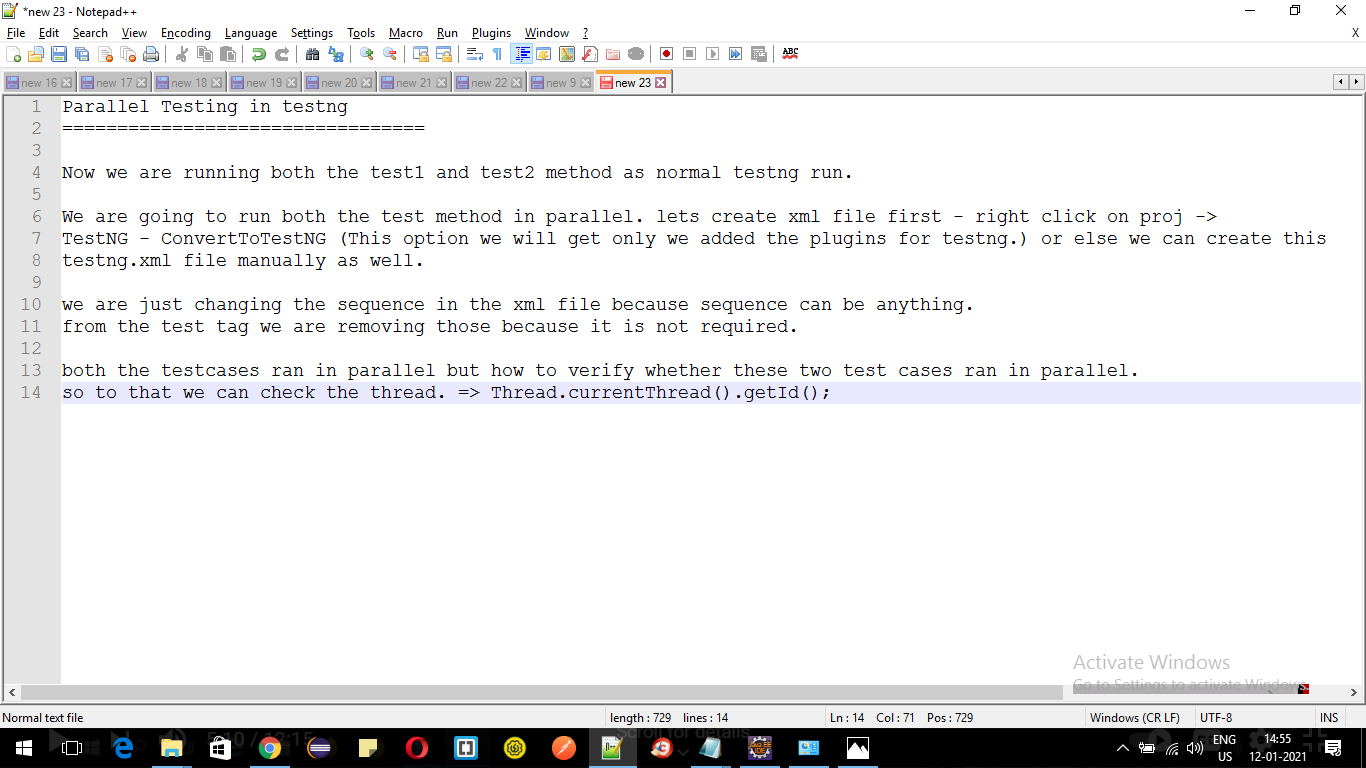 *new 23 - Notepad++
File Edit Search View Encoding Language Settings Tools Macro Run Plugins Window ? X
ABC
new 16 new 17 new 18 new 19 new 20 new 21 new 22 new 9 new 23
1 Parallel Testing in testng
2 =================================
3
4 Now we are running both the test1 and test2 method as normal testng run.
5
6 We are going to run both the test method in parallel. lets create xml file first - right click on proj ->
7 TestNG - ConvertToTestNG (This option we will get only we added the plugins for testng.) or else we can create this
8 testng.xml file manually as well.
9
10 we are just changing the sequence in the xml file because sequence can be anything.
11 from the test tag we are removing those because it is not required.
12
13 both the testcases ran in parallel but how to verify whether these two test cases ran in parallel.
14 so to that we can check the thread. => Thread.currentThread().getId();
Activate Windows
Go to Settings to activate Windows.
Normal text file length : 729 lines : 14 Ln : 14 Col : 71 Pos : 729 Windows (CR LF) UTF-8 INS
5:10 / 12:15
Scroll for details
ENG
US
14:55
12-01-2021